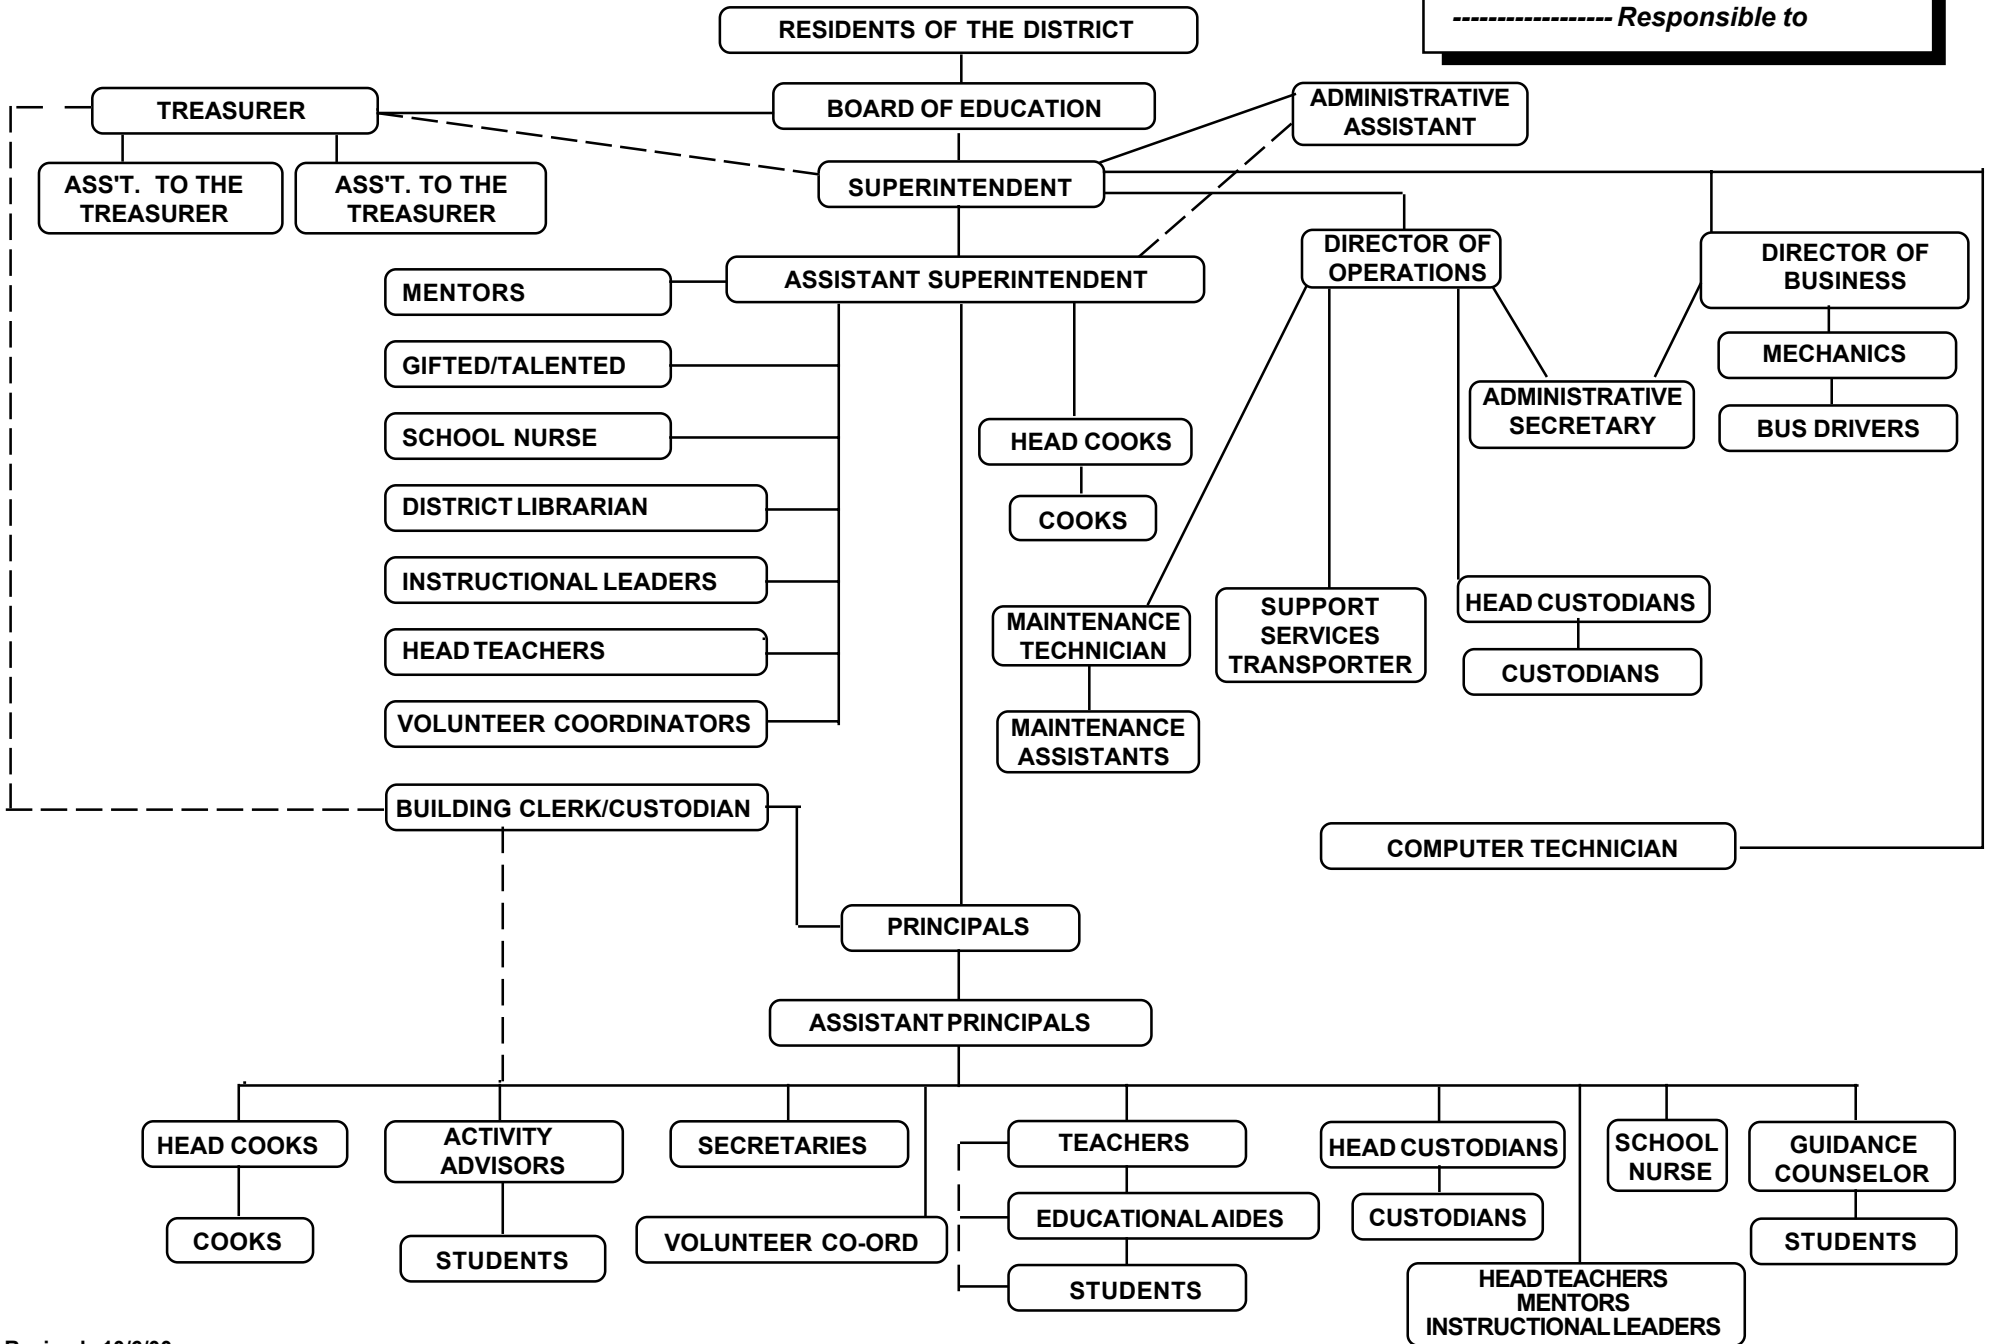 ------------------ Responsible to
RESIDENTS OF THE DISTRICT
TREASURER
BOARD OF EDUCATION
ADMINISTRATIVE
ASSISTANT
ASS'T. TO THE
TREASURER
ASS'T. TO THE
TREASURER
SUPERINTENDENT
DIRECTOR OF
OPERATIONS
DIRECTOR OF
BUSINESS
ASSISTANT SUPERINTENDENT
MENTORS
GIFTED/TALENTED
SCHOOL NURSE
DISTRICT LIBRARIAN
INSTRUCTIONAL LEADERS
HEAD TEACHERS
VOLUNTEER COORDINATORS
HEAD COOKS
COOKS
MECHANICS
ADMINISTRATIVE
SECRETARY
BUS DRIVERS
MAINTENANCE
TECHNICIAN
MAINTENANCE
ASSISTANTS
SUPPORT
SERVICES
TRANSPORTER
HEAD CUSTODIANS
CUSTODIANS
BUILDING CLERK/CUSTODIAN
COMPUTER TECHNICIAN
PRINCIPALS
ASSISTANT PRINCIPALS
HEAD COOKS
COOKS
ACTIVITY
ADVISORS
STUDENTS
SECRETARIES
VOLUNTEER CO-ORD
TEACHERS
EDUCATIONAL AIDES
STUDENTS
HEAD CUSTODIANS
CUSTODIANS
HEAD TEACHERS
MENTORS
INSTRUCTIONAL LEADERS
SCHOOL
NURSE
GUIDANCE
COUNSELOR
STUDENTS